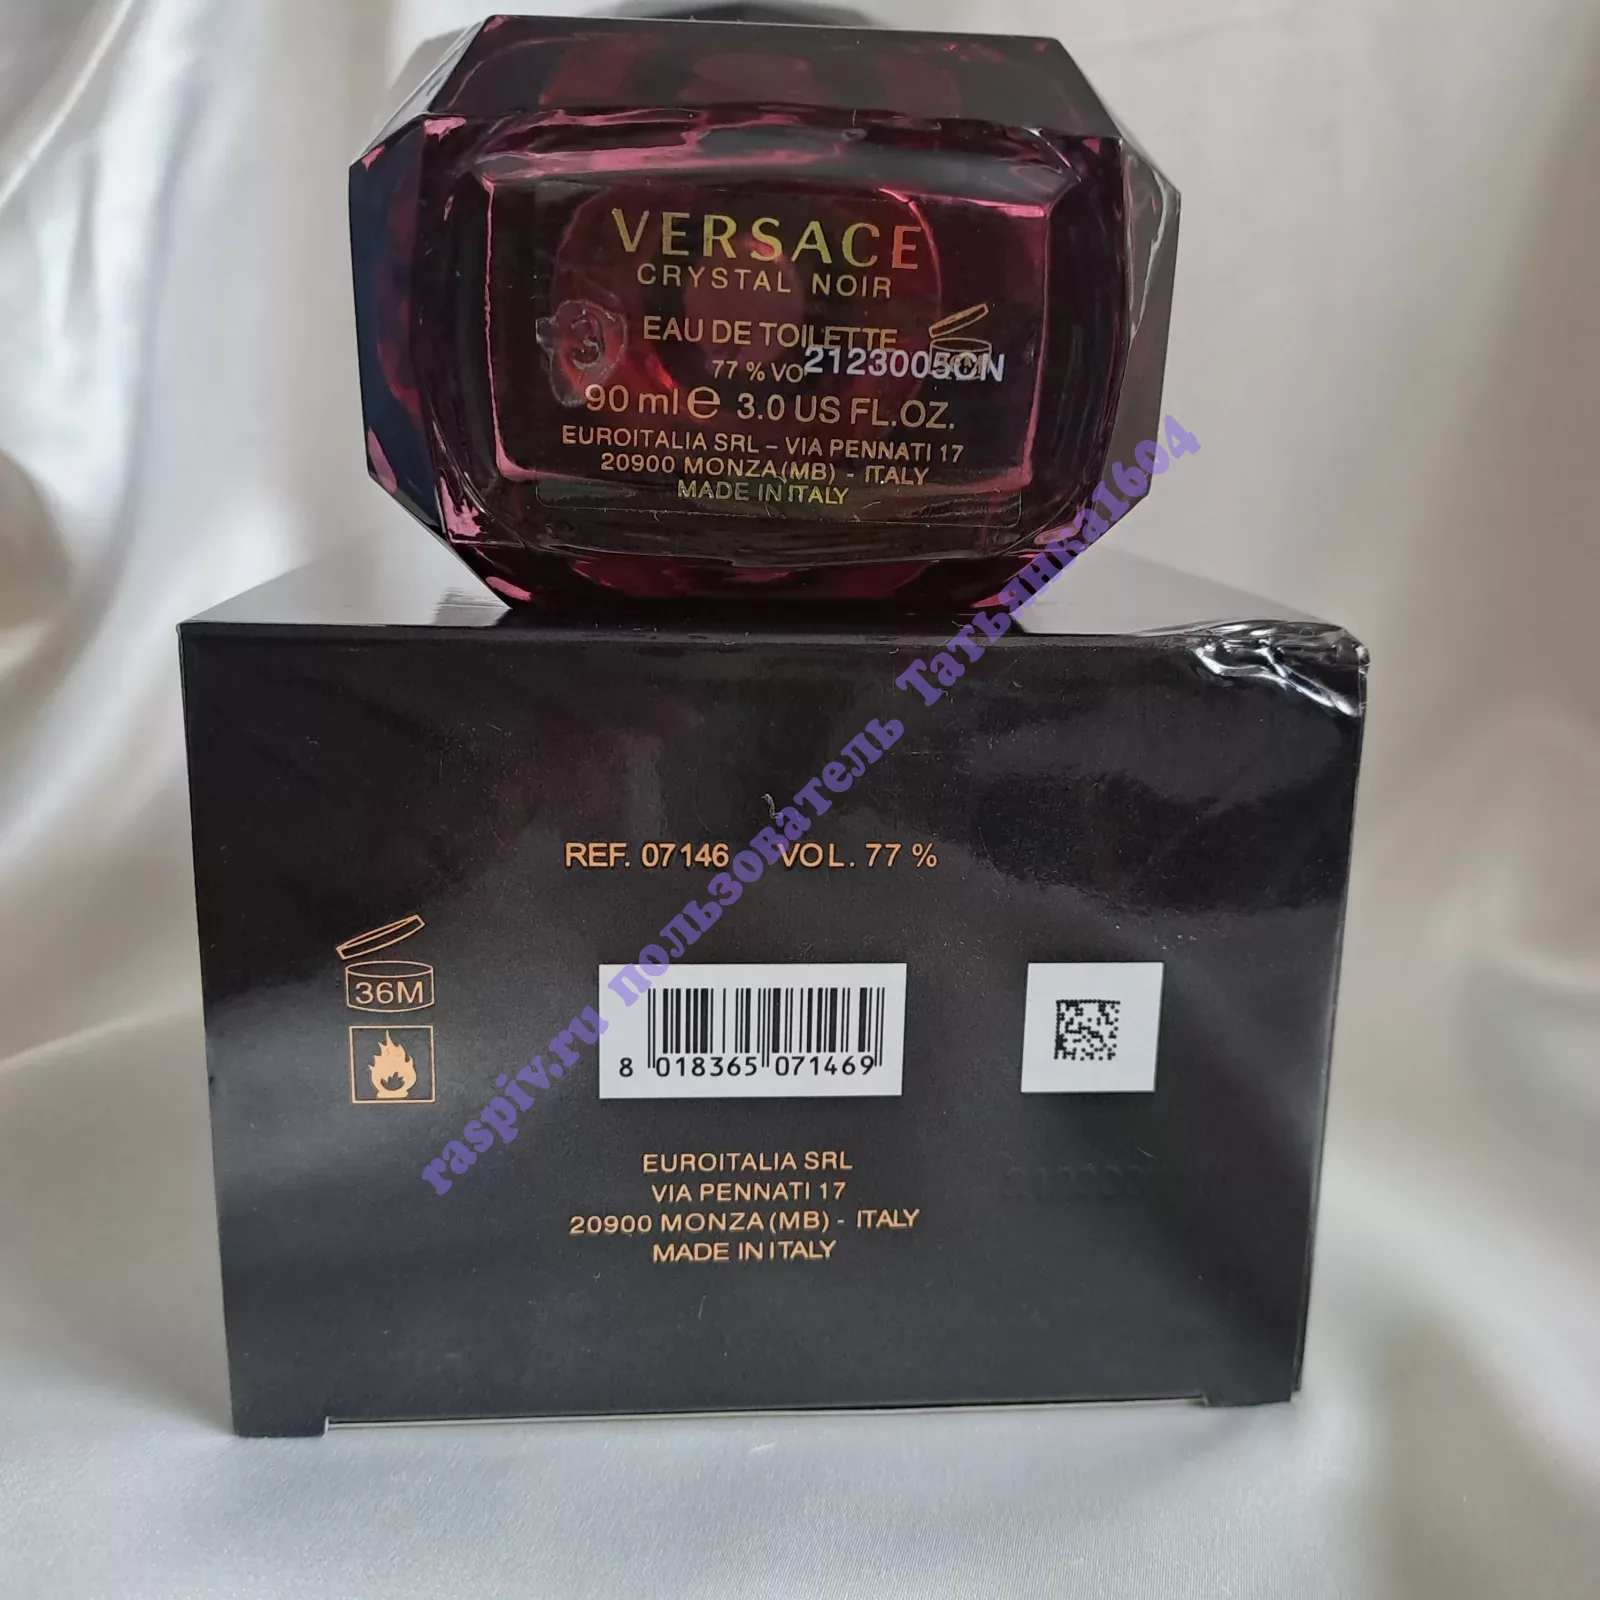 VERSACE
CRYSTAL NOIR
3
EAU DE TOILETTE
77 % VO
2123005CN
90 ml e 3.0 US FL.OZ.
EUROITALIA SRL – VIA PENNATI 17
20900 MONZA (MB) - ITALY
MADE IN ITALY
REF. 07146 VOL. 77 %
36M
8 018365 071469
EUROITALIA SRL
VIA PENNATI 17
20900 MONZA (MB) - ITALY
MADE IN ITALY
raspiv.ru пользователь Татьянка1604